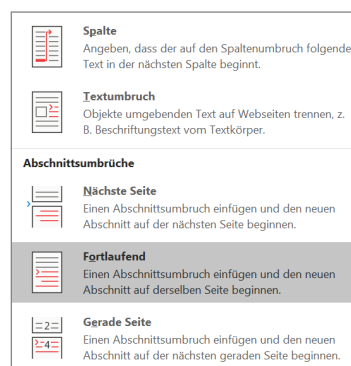 Spalte
Angeben, dass der auf den Spaltenumbruch folgende
Text in der nächsten Spalte beginnt.
Textumbruch
Objekte umgebenden Text auf Webseiten trennen, z.
B. Beschriftungstext vom Textkörper.
Abschnittsumbrüche
Nächste Seite
Einen Abschnittsumbruch einfügen und den neuen
Abschnitt auf der nächsten Seite beginnen.
Fortlaufend
Einen Abschnittsumbruch einfügen und den neuen
Abschnitt auf derselben Seite beginnen.
2
4
Gerade Seite
Einen Abschnittsumbruch einfügen und den neuen
Abschnitt auf der nächsten geraden Seite beginnen.